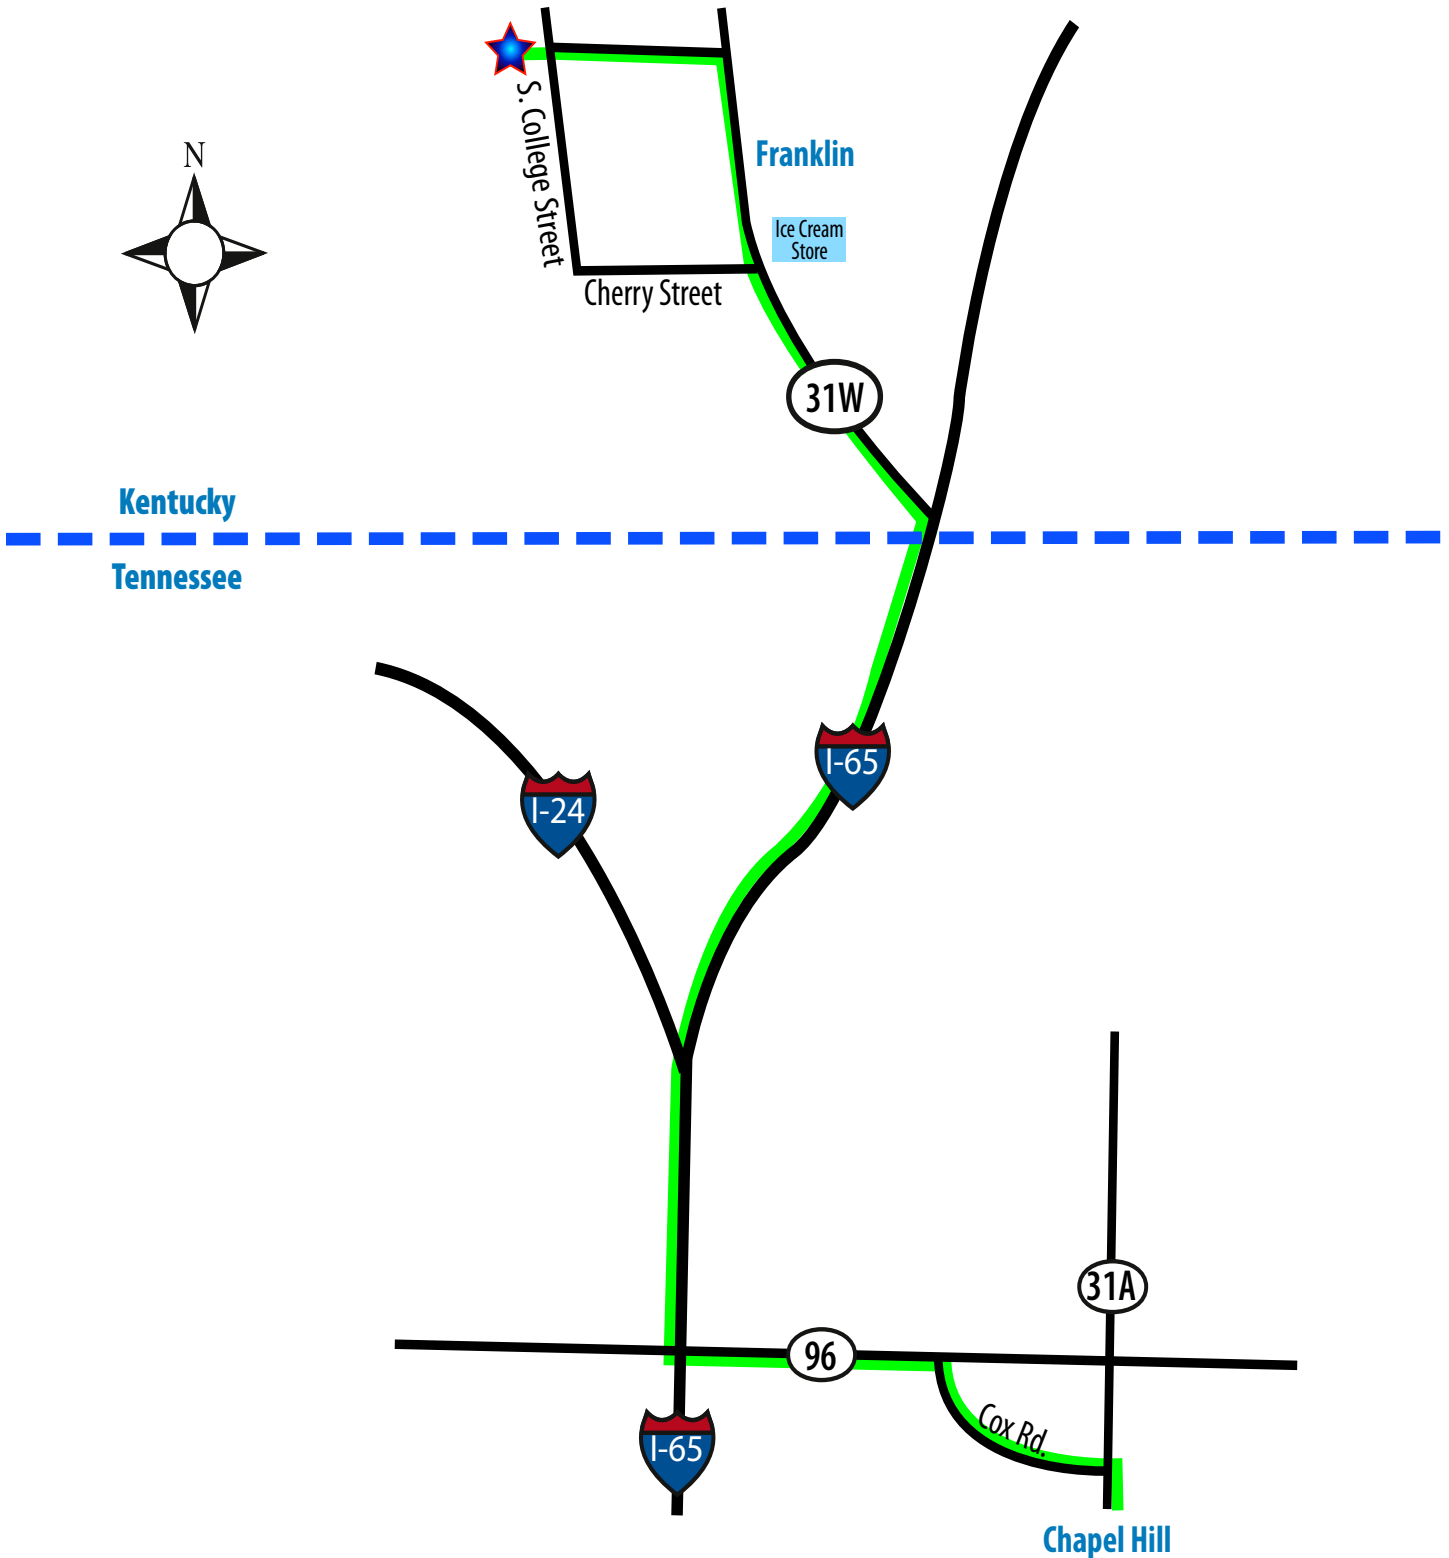 S. College Street
N
Franklin
Ice Cream
Store
Cherry Street
31W
Kentucky
Tennessee
I-65
I-24
31A
96
Cox Rd.
I-65
Chapel Hill